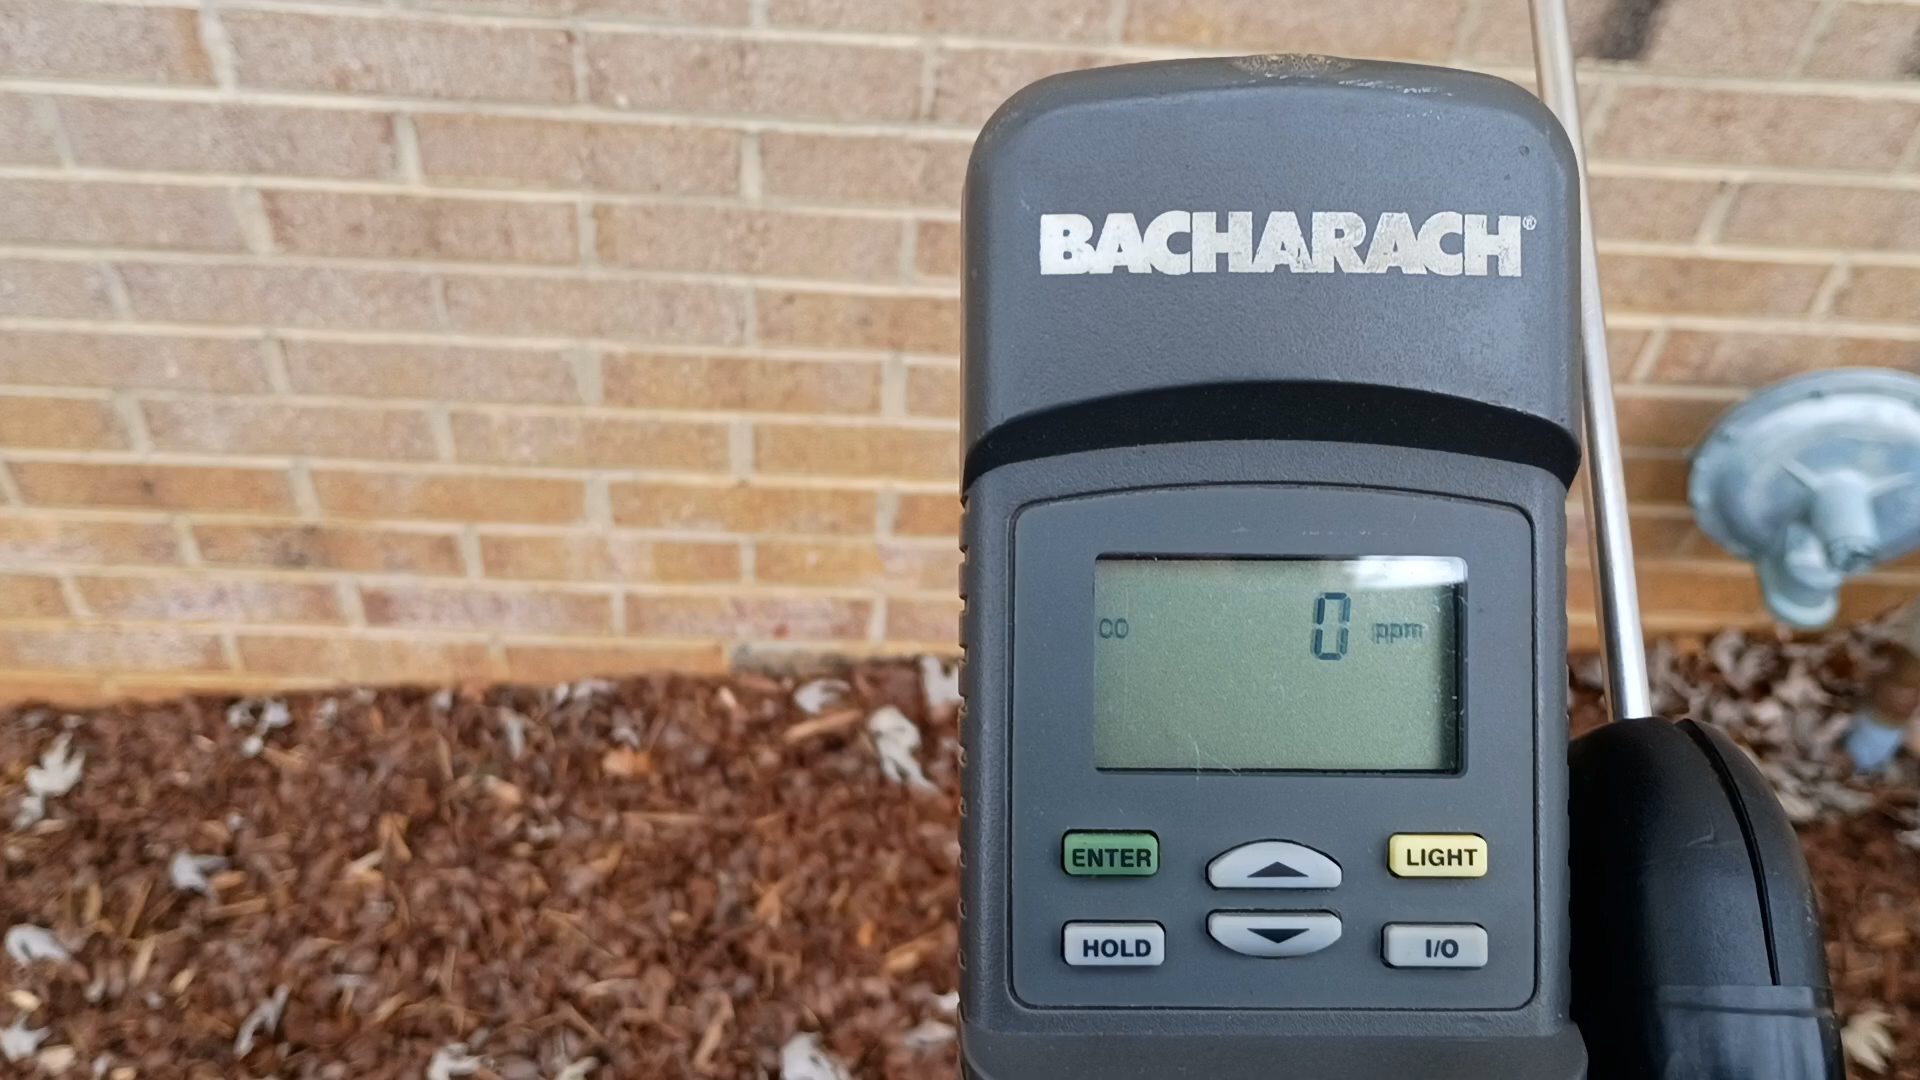 BACHARACH®
CO 0 ppm
ENTER
LIGHT
HOLD
I/O